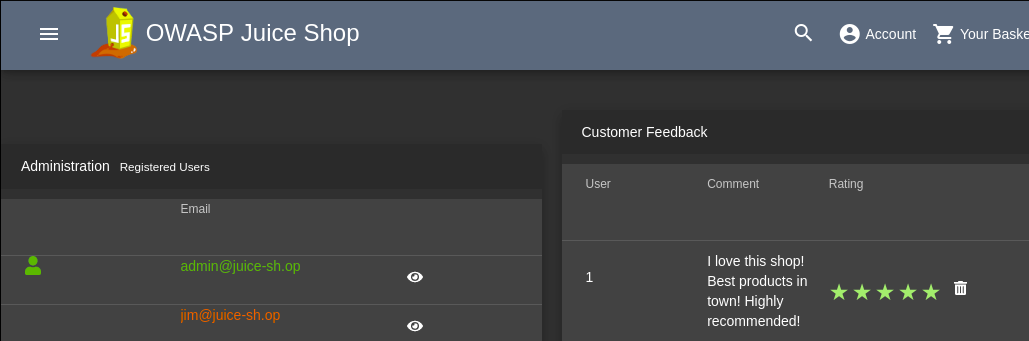 OWASP Juice Shop
Account
Your Baske
Administration Registered Users
Email
admin@juice-sh.op
jim@juice-sh.op
Customer Feedback
User Comment Rating
1
I love this shop!
Best products in
town! Highly
recommended!